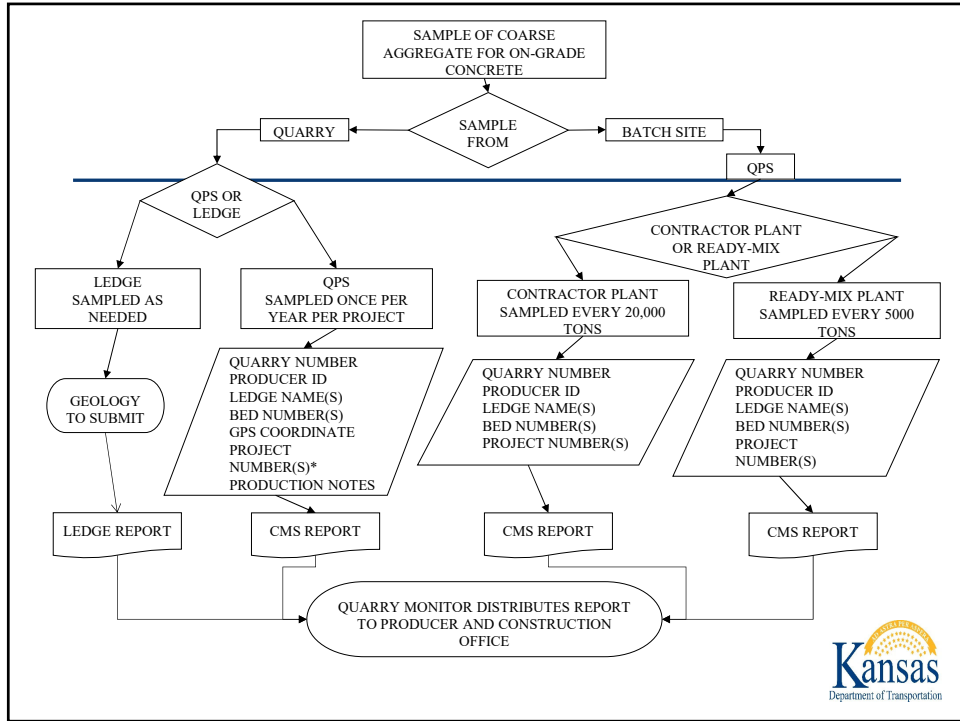 SAMPLE OF COARSE
AGGREGATE FOR ON-GRADE
CONCRETE
SAMPLE
FROM
QUARRY
BATCH SITE
QPS
QPS OR
LEDGE
CONTRACTOR PLANT
OR READY-MIX
PLANT
LEDGE
SAMPLED AS
NEEDED
QPS
SAMPLED ONCE PER
YEAR PER PROJECT
CONTRACTOR PLANT
SAMPLED EVERY 20,000
TONS
READY-MIX PLANT
SAMPLED EVERY 5000
TONS
GEOLOGY
TO SUBMIT
QUARRY NUMBER
PRODUCER ID
LEDGE NAME(S)
BED NUMBER(S)
GPS COORDINATE
PROJECT
NUMBER(S)*
PRODUCTION NOTES
QUARRY NUMBER
PRODUCER ID
LEDGE NAME(S)
BED NUMBER(S)
PROJECT NUMBER(S)
QUARRY NUMBER
PRODUCER ID
LEDGE NAME(S)
BED NUMBER(S)
PROJECT
NUMBER(S)
LEDGE REPORT
CMS REPORT
CMS REPORT
CMS REPORT
QUARRY MONITOR DISTRIBUTES REPORT
TO PRODUCER AND CONSTRUCTION
OFFICE
Kansas
Department of Transportation